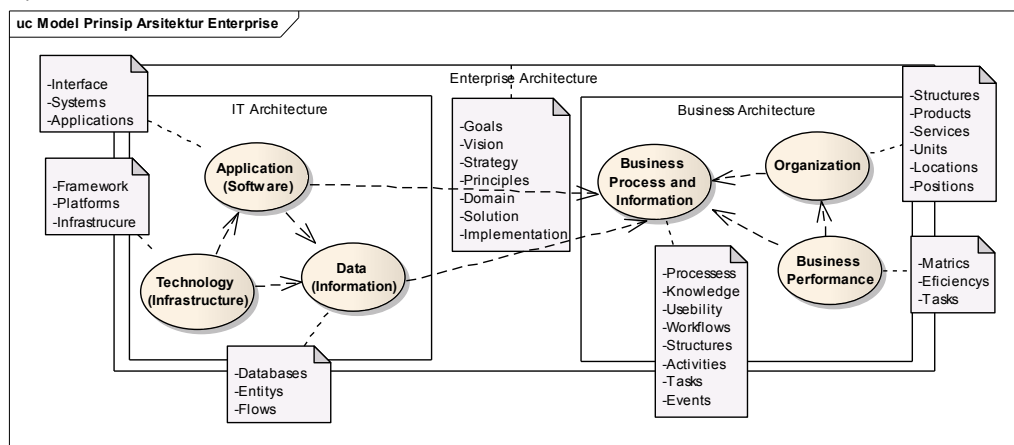 uc Model Prinsip Arsitektur Enterprise
Enterprise Architecture
-Interface
-Systems
-Applications
IT Architecture
Application
(Software)
-Framework
-Platforms
-Infrastrucure
Technology
(Infrastructure)
Data
(Information)
-Databases
-Entitys
-Flows
-Goals
-Vision
-Strategy
-Principles
-Domain
-Solution
-Implementation
Business Architecture
Business
Process and
Information
Organization
-Structures
-Products
-Services
-Units
-Locations
-Positions
Business
Performance
-Matrics
-Eficiencys
-Tasks
-Processess
-Knowledge
-Usebility
-Workflows
-Structures
-Activities
-Tasks
-Events